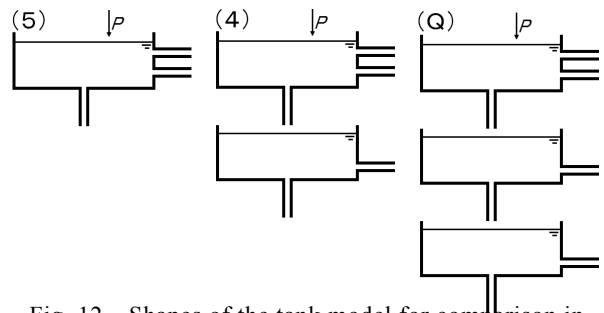 (5) (4) (Q)
P P P
Fig. 12 Shapes of the tank model for comparison in